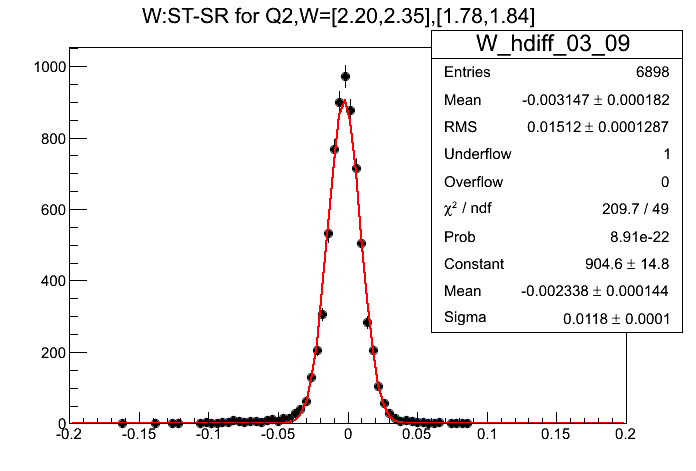 W:ST-SR for Q2,W=[2.20,2.35],[1.78,1.84]
W_hdiff_03_09
Entries 6898
Mean -0.003147 ± 0.000182
RMS 0.01512 ± 0.0001287
Underflow 1
Overflow 0
χ² / ndf 209.7 / 49
Prob 8.91e-22
Constant 904.6 ± 14.8
Mean -0.002338 ± 0.000144
Sigma 0.0118 ± 0.0001
1000
800
600
400
200
0
-0.2 -0.15 -0.1 -0.05 0 0.05 0.1 0.15 0.2